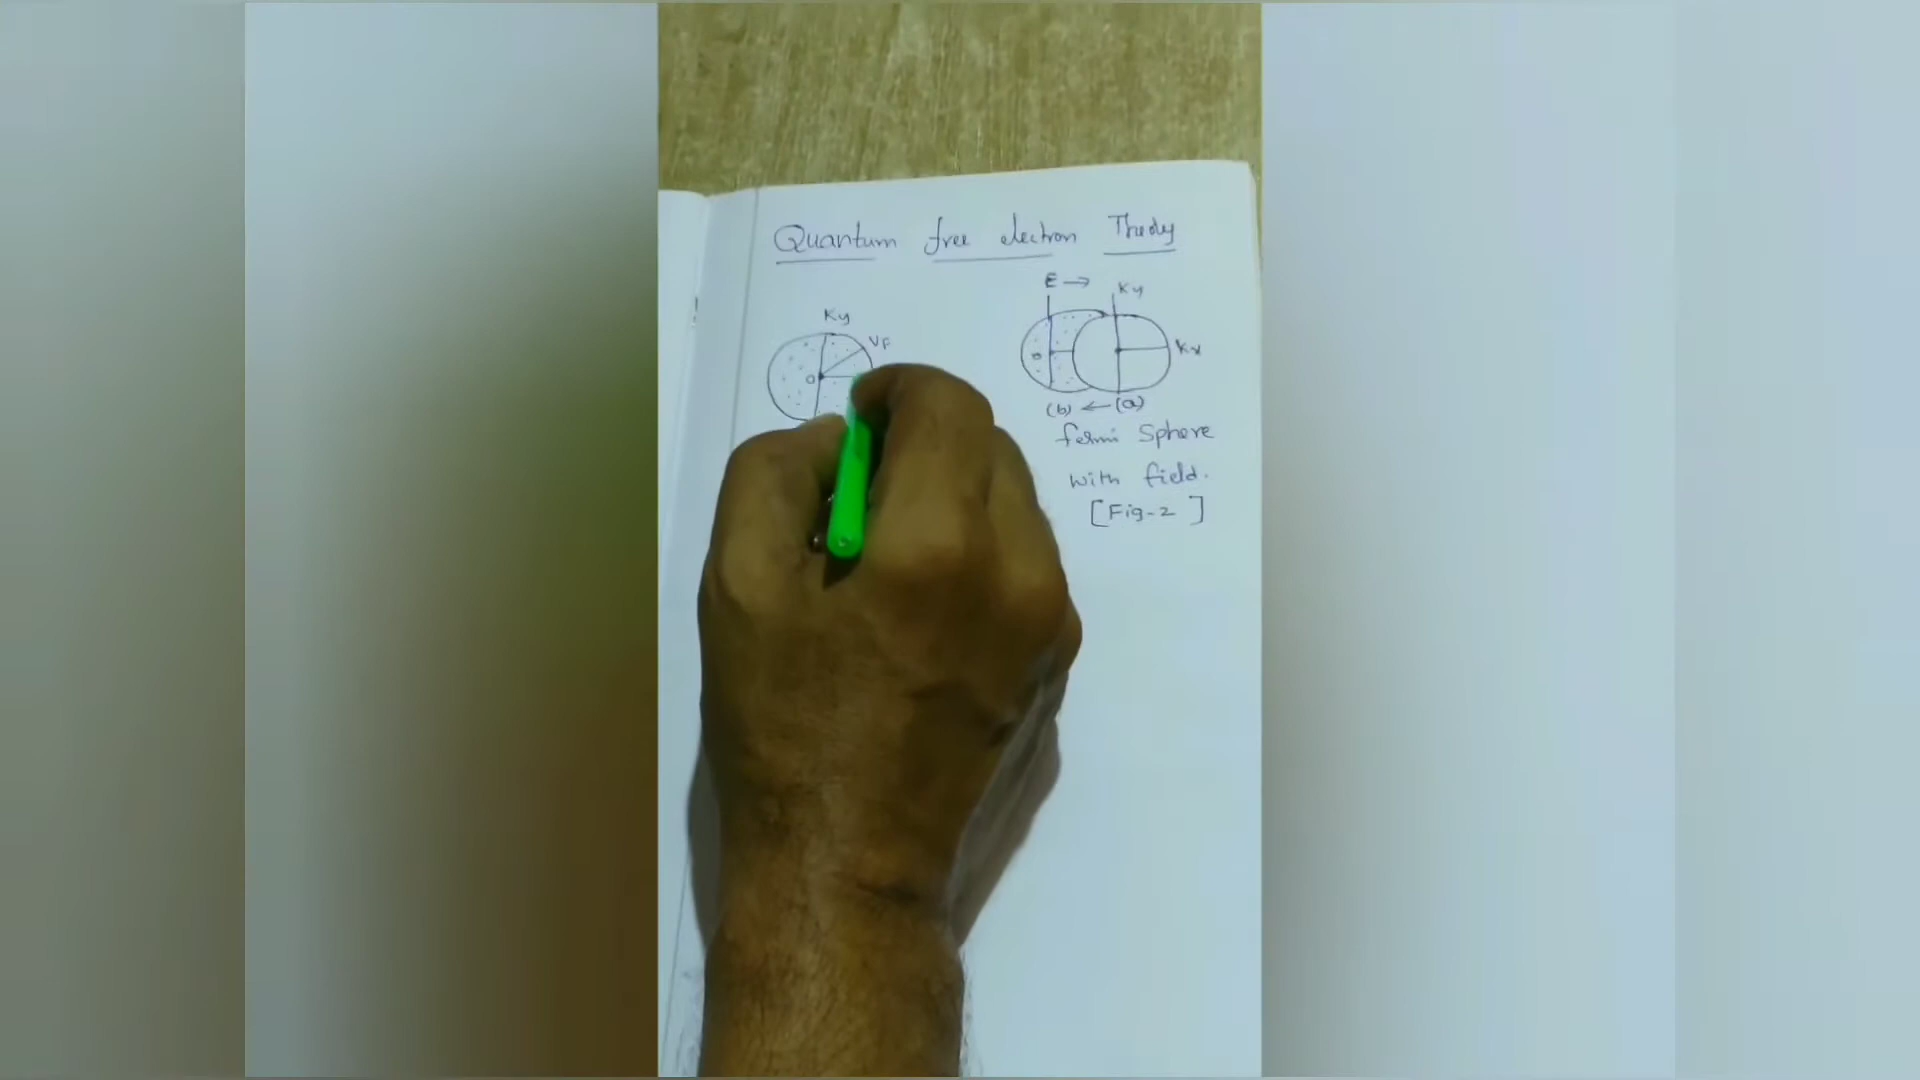 Quantum free electron Theory
Ky
VF
O
E →
Ky
Kx
o
(b) ← (a)
fermi Sphere
with field.
[Fig-2]